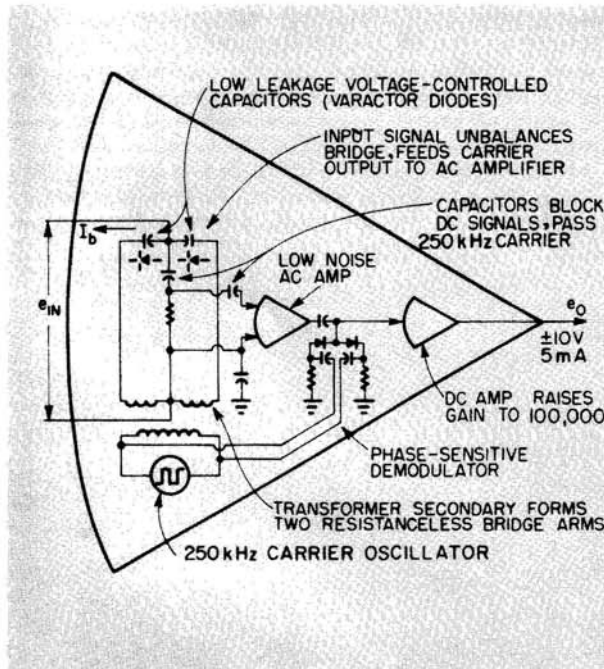 LOW LEAKAGE VOLTAGE-CONTROLLED
CAPACITORS (VARACTOR DIODES)
INPUT SIGNAL UNBALANCES
BRIDGE, FEEDS CARRIER
OUTPUT TO AC AMPLIFIER
CAPACITORS BLOCK
DC SIGNALS, PASS
250 kHz CARRIER
Ib
LOW NOISE
AC AMP
eIN
eO
±10V
5mA
DC AMP RAISES
GAIN TO 100,000
PHASE-SENSITIVE
DEMODULATOR
TRANSFORMER SECONDARY FORMS
TWO RESISTANCELESS BRIDGE ARMS
250 kHz CARRIER OSCILLATOR